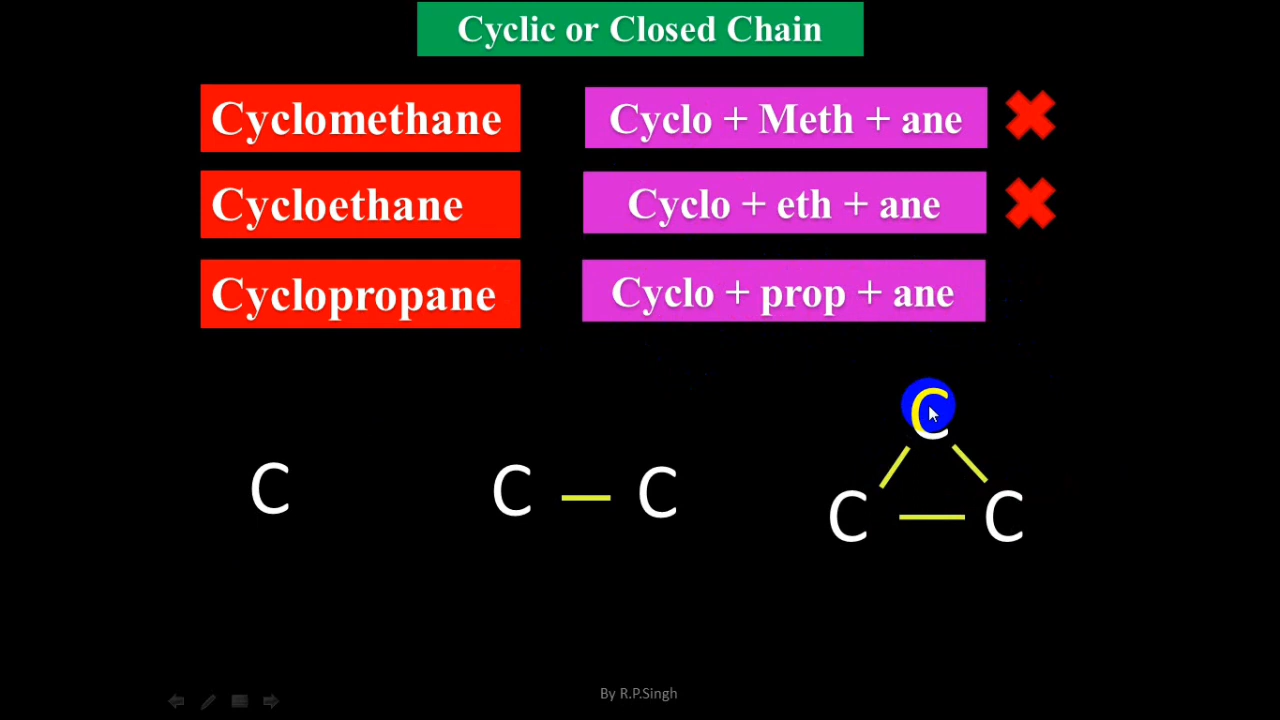 Cyclic or Closed Chain
Cyclomethane
Cyclo + Meth + ane
Cycloethane
Cyclo + eth + ane
Cyclopropane
Cyclo + prop + ane
C
C — C
C
C — C
By R.P.Singh